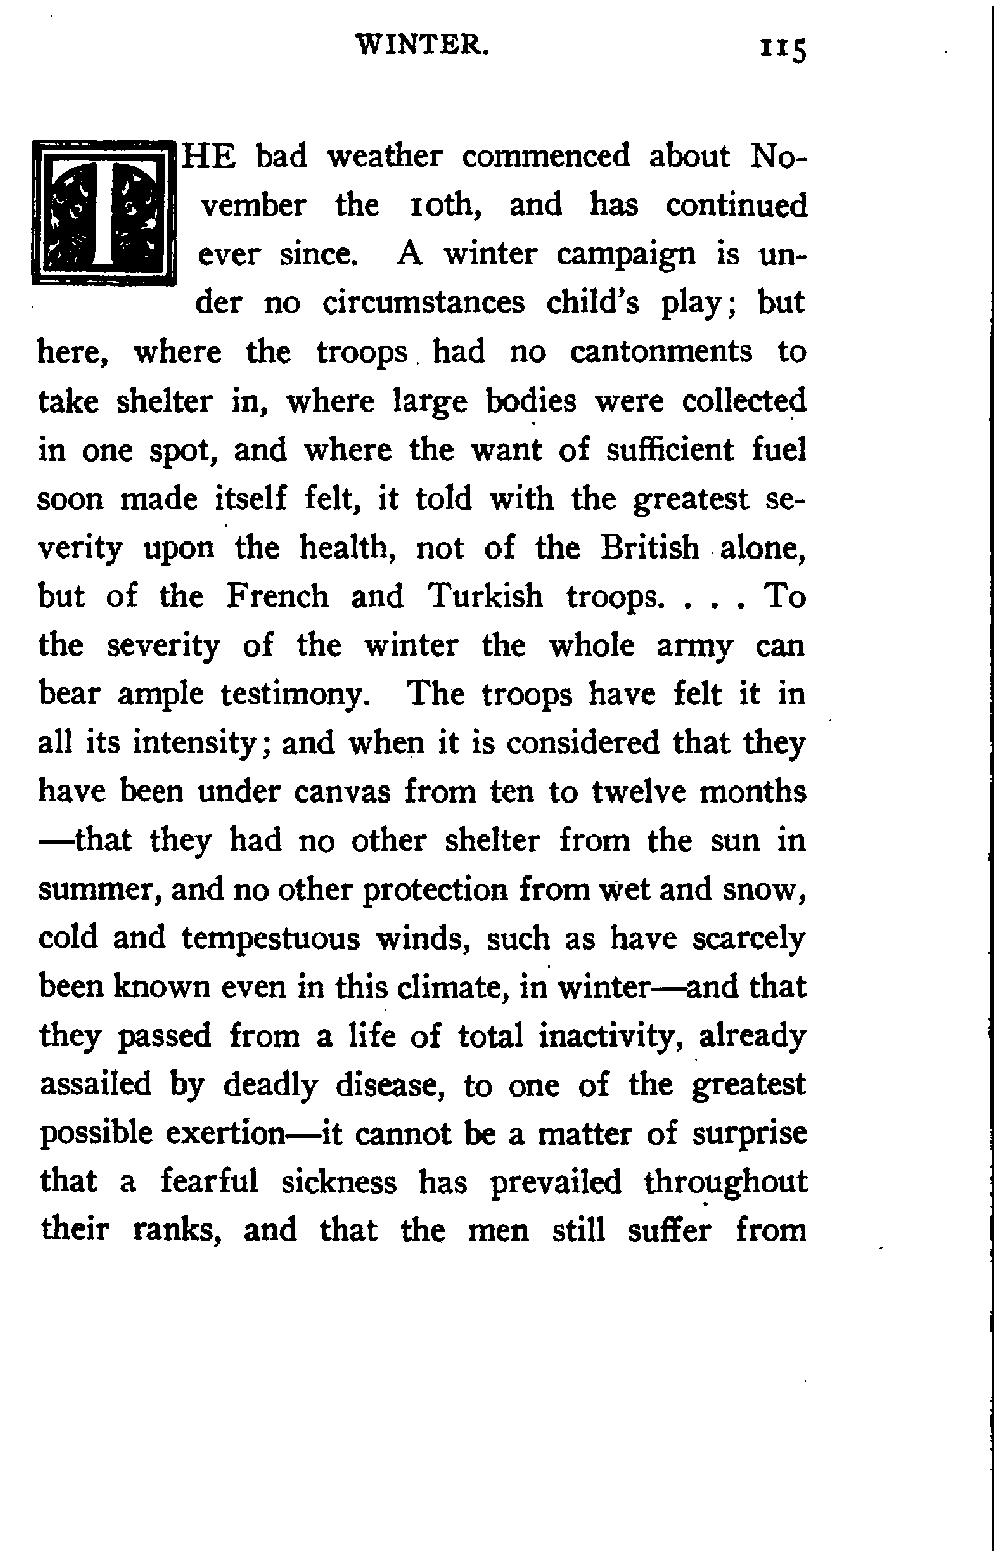 WINTER. 115
THE bad weather commenced about No-
vember the 10th, and has continued
ever since. A winter campaign is un-
der no circumstances child's play; but
here, where the troops had no cantonments to
take shelter in, where large bodies were collected
in one spot, and where the want of sufficient fuel
soon made itself felt, it told with the greatest se-
verity upon the health, not of the British alone,
but of the French and Turkish troops. . . . To
the severity of the winter the whole army can
bear ample testimony. The troops have felt it in
all its intensity; and when it is considered that they
have been under canvas from ten to twelve months
—that they had no other shelter from the sun in
summer, and no other protection from wet and snow,
cold and tempestuous winds, such as have scarcely
been known even in this climate, in winter—and that
they passed from a life of total inactivity, already
assailed by deadly disease, to one of the greatest
possible exertion—it cannot be a matter of surprise
that a fearful sickness has prevailed throughout
their ranks, and that the men still suffer from